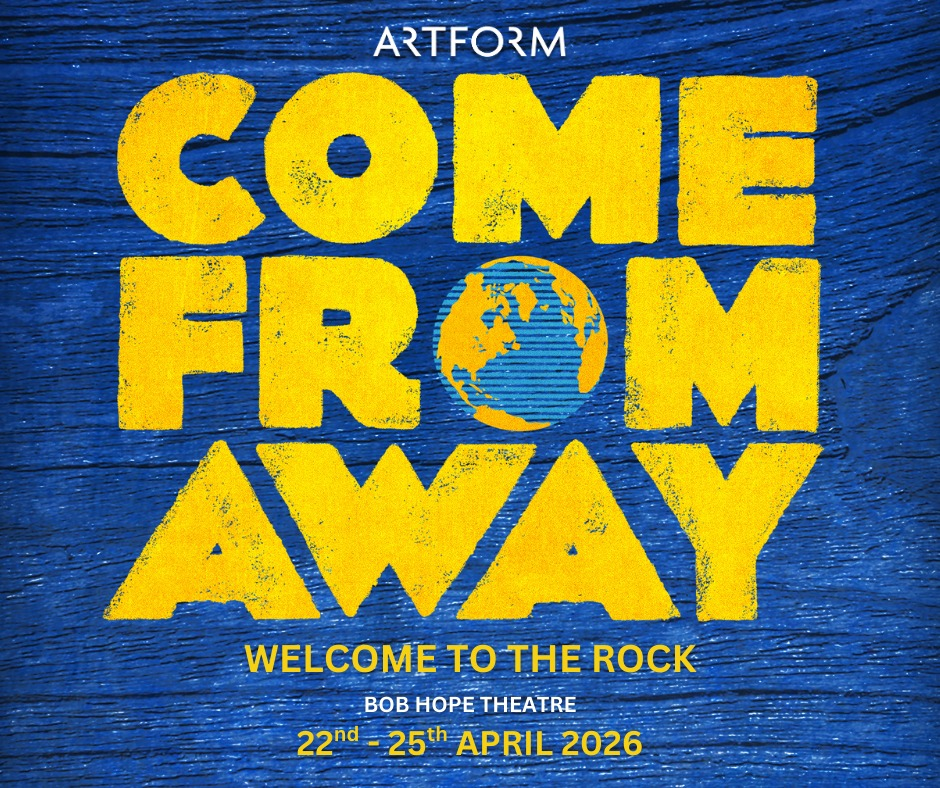 ARTFORM
COME
FROM
AWAY
WELCOME TO THE ROCK
BOB HOPE THEATRE
22nd - 25th APRIL 2026